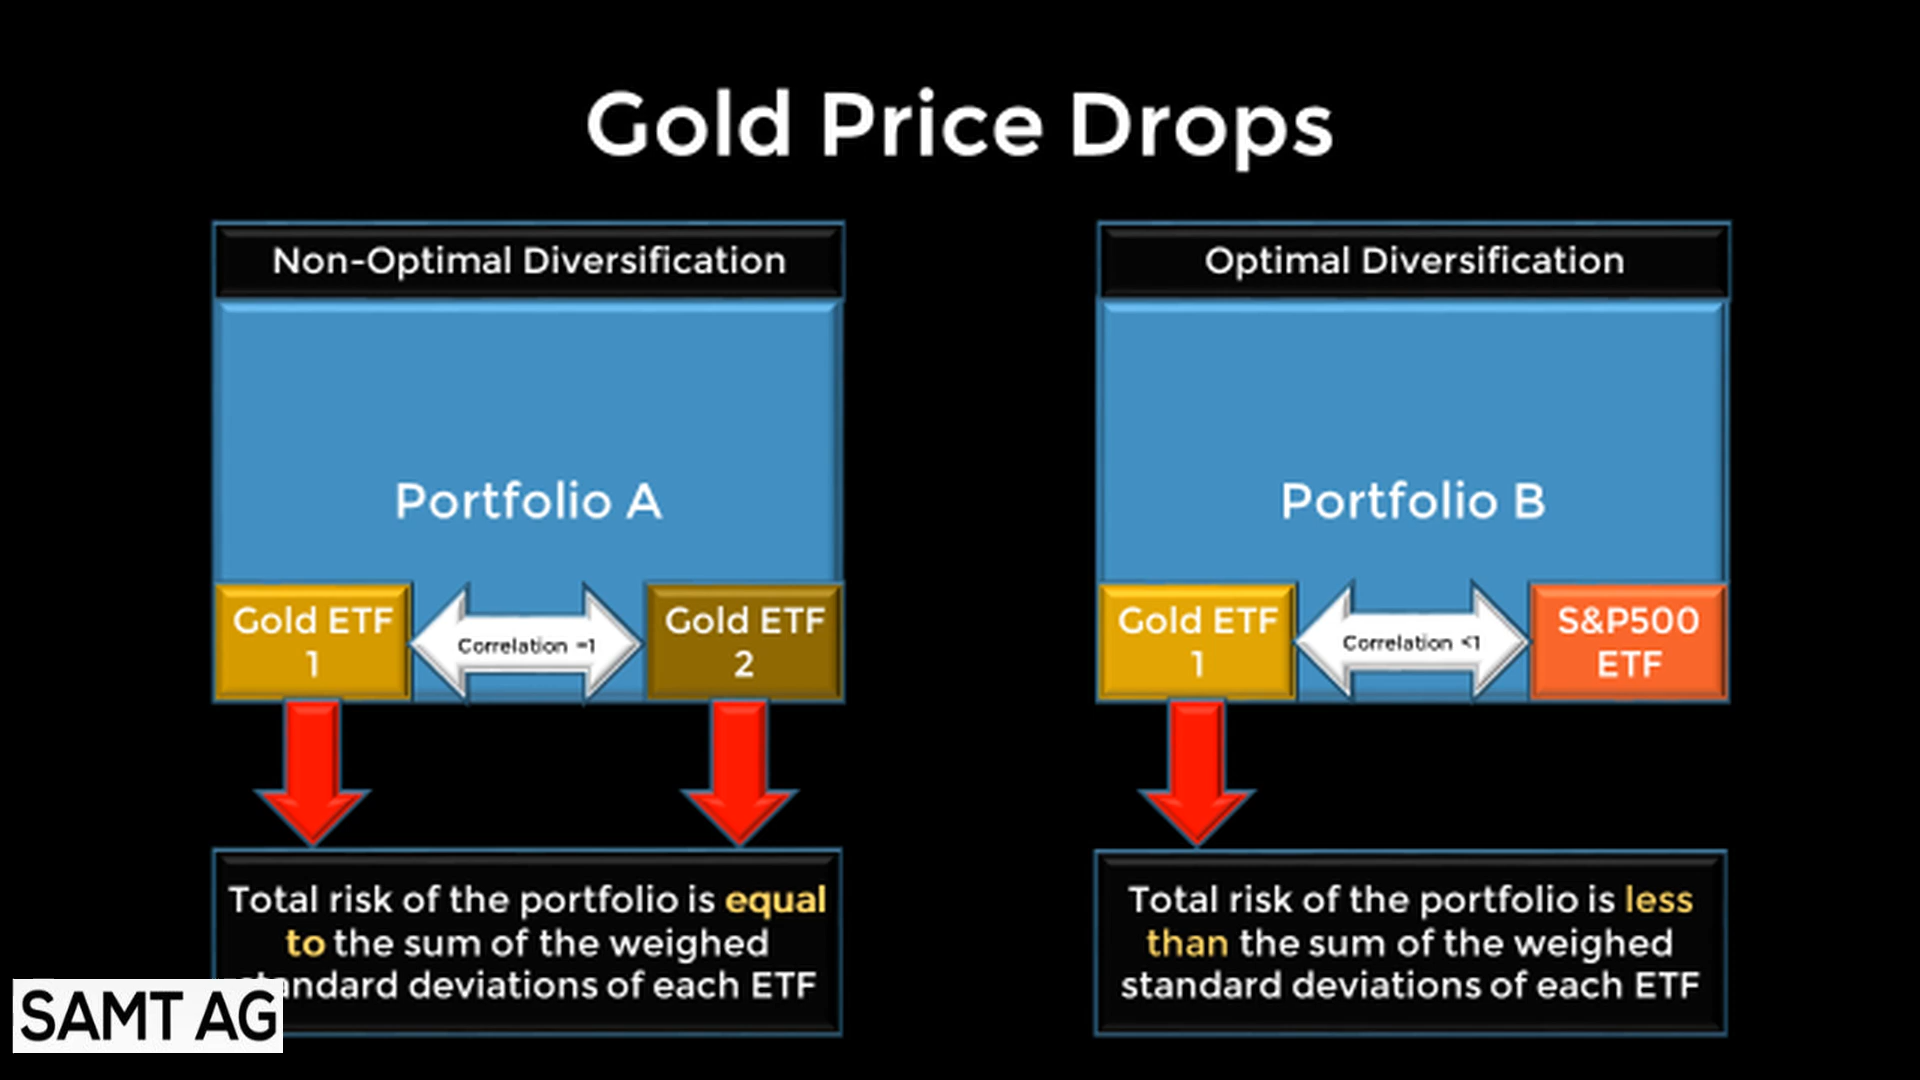 Gold Price Drops
Non-Optimal Diversification
Portfolio A
Gold ETF
1
Correlation =1
Gold ETF
2
Total risk of the portfolio is equal
to the sum of the weighed
standard deviations of each ETF
Optimal Diversification
Portfolio B
Gold ETF
1
Correlation <1
S&P500
ETF
Total risk of the portfolio is less
than the sum of the weighed
standard deviations of each ETF
SAMT AG